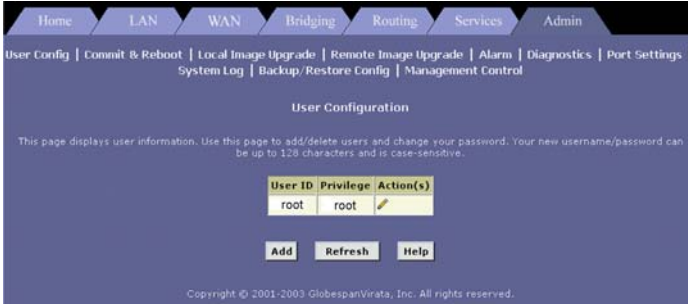 Home LAN WAN Bridging Routing Services Admin
User Config | Commit & Reboot | Local Image Upgrade | Remote Image Upgrade | Alarm | Diagnostics | Port Settings
System Log | Backup/Restore Config | Management Control
User Configuration
This page displays user information. Use this page to add/delete users and change your password. Your new username/password can
be up to 128 characters and is case-sensitive.
User ID Privilege Action(s)
root root
Add Refresh Help
Copyright © 2001-2003 GlobespanVirata, Inc. All rights reserved.